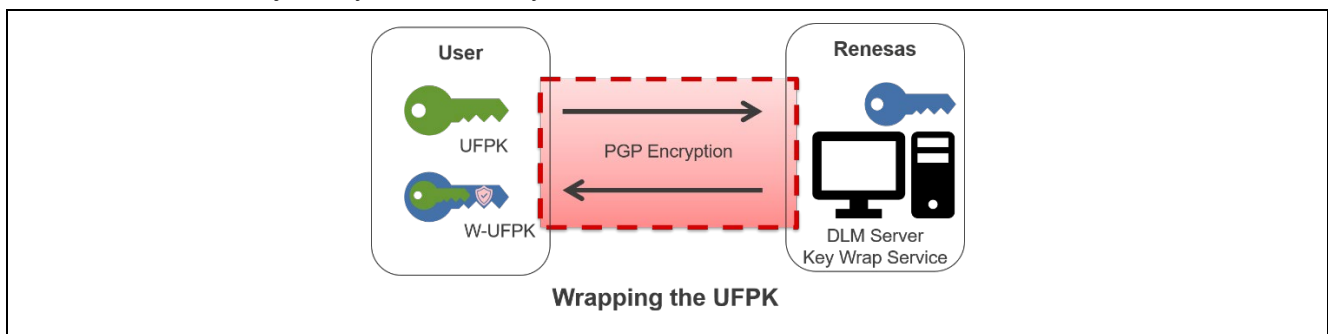 User
Renesas
UFPK
PGP Encryption
W-UFPK
DLM Server
Key Wrap Service
Wrapping the UFPK